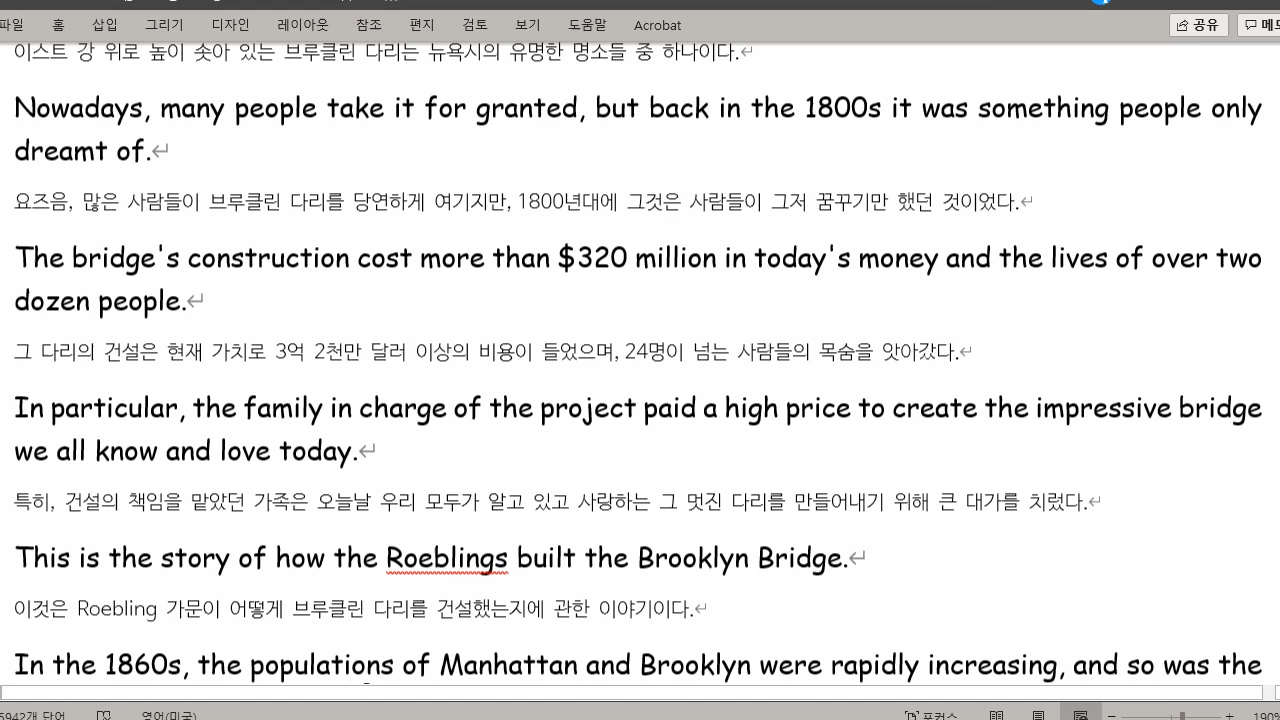 파일 홈 삽입 그리기 디자인 레이아웃 참조 편지 검토 보기 도움말 Acrobat 공유 메모
이스트 강 위로 높이 솟아 있는 브루클린 다리는 뉴욕시의 유명한 명소들 중 하나이다.↵
Nowadays, many people take it for granted, but back in the 1800s it was something people only
dreamt of.↵
요즈음, 많은 사람들이 브루클린 다리를 당연하게 여기지만, 1800년대에 그것은 사람들이 그저 꿈꾸기만 했던 것이었다.↵
The bridge's construction cost more than $320 million in today's money and the lives of over two
dozen people.↵
그 다리의 건설은 현재 가치로 3억 2천만 달러 이상의 비용이 들었으며, 24명이 넘는 사람들의 목숨을 앗아갔다.↵
In particular, the family in charge of the project paid a high price to create the impressive bridge
we all know and love today.↵
특히, 건설의 책임을 맡았던 가족은 오늘날 우리 모두가 알고 있고 사랑하는 그 멋진 다리를 만들어내기 위해 큰 대가를 치렀다.↵
This is the story of how the Roeblings built the Brooklyn Bridge.↵
이것은 Roebling 가문이 어떻게 브루클린 다리를 건설했는지에 관한 이야기이다.↵
In the 1860s, the populations of Manhattan and Brooklyn were rapidly increasing, and so was the
5942개 단어 영어(미국) 포커스